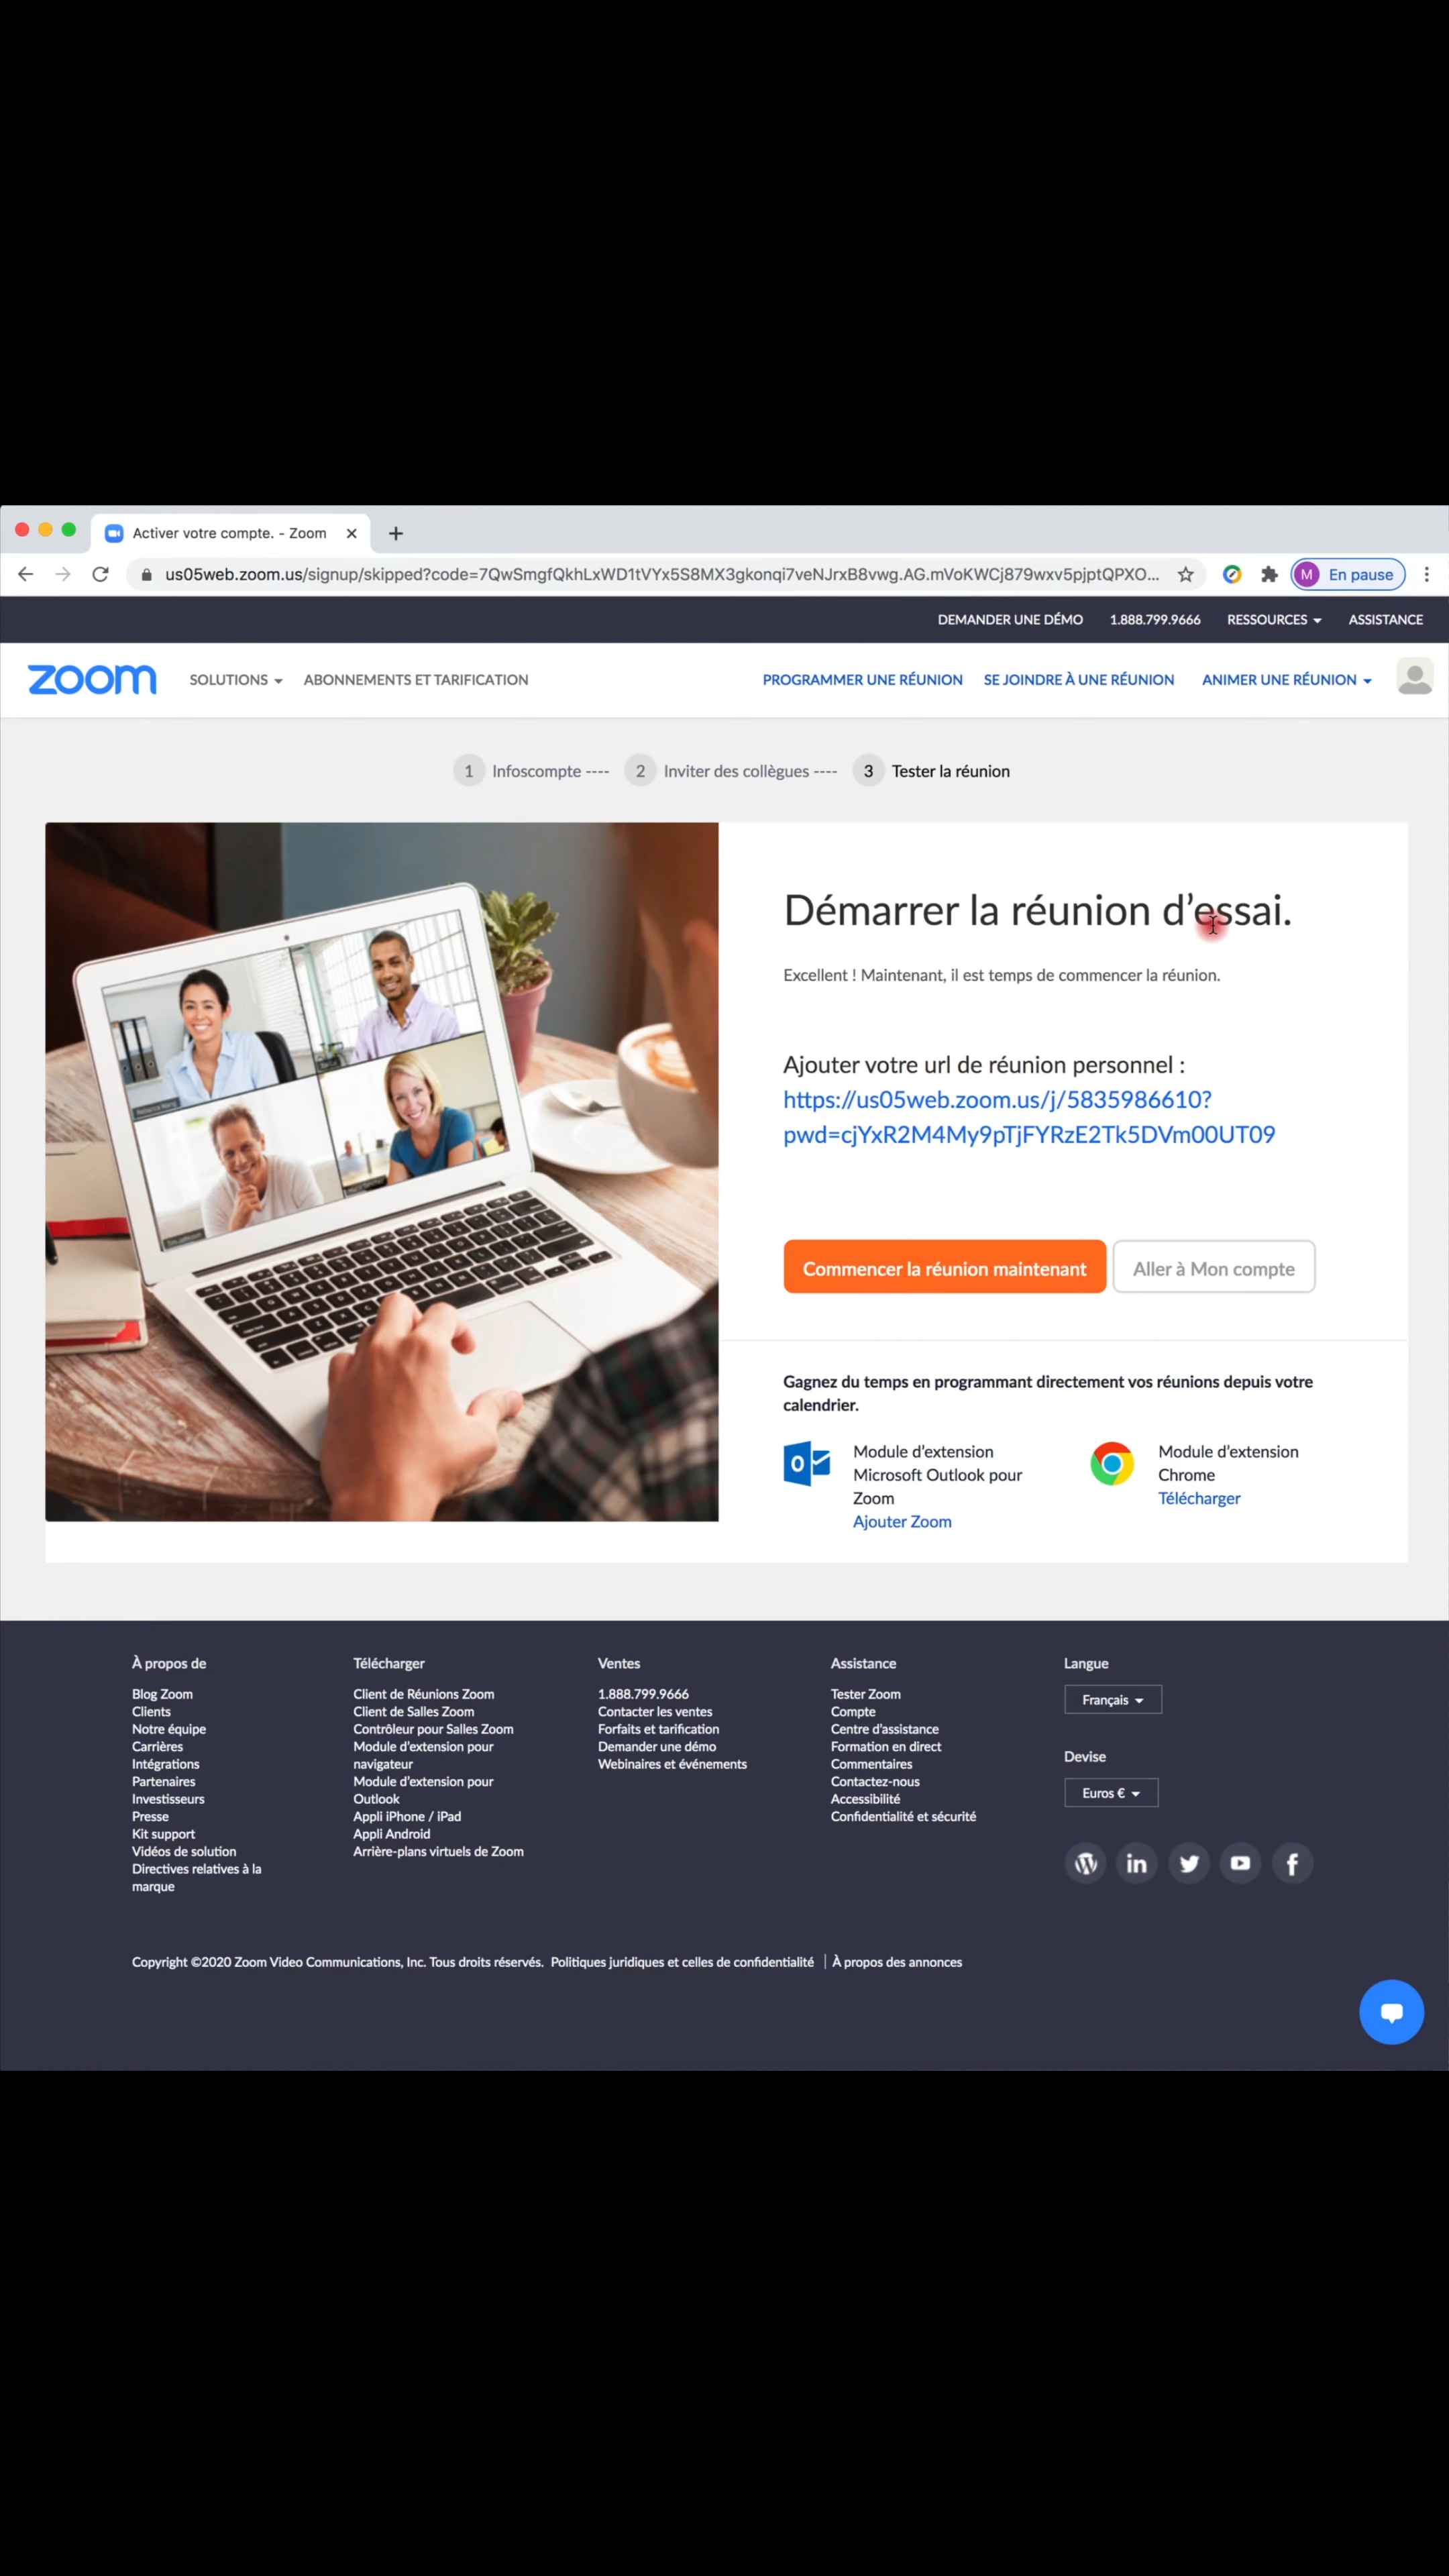 Activer votre compte. - Zoom
us05web.zoom.us/signup/skipped?code=7QwSmgfQkhLxWD1tVYx5S8MX3gkonqi7veNJrxB8vwg.AG.mVoKWCj879wxv5pjptQPXO...
M En pause
DEMANDER UNE DÉMO 1.888.799.9666 RESSOURCES ASSISTANCE
zoom SOLUTIONS ABONNEMENTS ET TARIFICATION PROGRAMMER UNE RÉUNION SE JOINDRE À UNE RÉUNION ANIMER UNE RÉUNION
1 Infoscompte ---- 2 Inviter des collègues ---- 3 Tester la réunion
Démarrer la réunion d’essai.
Excellent ! Maintenant, il est temps de commencer la réunion.
Ajouter votre url de réunion personnel :
https://us05web.zoom.us/j/5835986610?
pwd=cjYxR2M4My9pTjFYRzE2Tk5DVm00UT09
Commencer la réunion maintenant
Aller à Mon compte
Gagnez du temps en programmant directement vos réunions depuis votre
calendrier.
Module d’extension
Microsoft Outlook pour
Zoom
Ajouter Zoom
Module d’extension
Chrome
Télécharger
À propos de
Blog Zoom
Clients
Notre équipe
Carrières
Intégrations
Partenaires
Investisseurs
Presse
Kit support
Vidéos de solution
Directives relatives à la
marque
Télécharger
Client de Réunions Zoom
Client de Salles Zoom
Contrôleur pour Salles Zoom
Module d’extension pour
navigateur
Module d’extension pour
Outlook
Appli iPhone / iPad
Appli Android
Arrière-plans virtuels de Zoom
Ventes
1.888.799.9666
Contacter les ventes
Forfaits et tarification
Demander une démo
Webinaires et événements
Assistance
Tester Zoom
Compte
Centre d’assistance
Formation en direct
Commentaires
Contactez-nous
Accessibilité
Confidentialité et sécurité
Langue
Français
Devise
Euros €
Copyright ©2020 Zoom Video Communications, Inc. Tous droits réservés. Politiques juridiques et celles de confidentialité | À propos des annonces